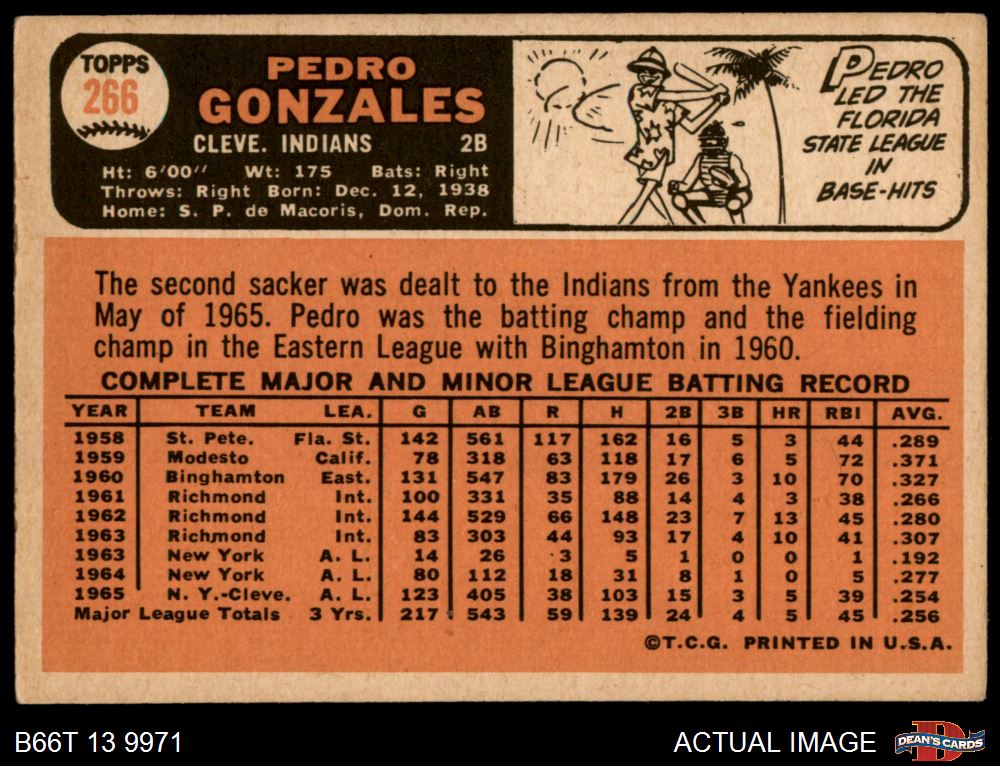 TOPPS
266
PEDRO
GONZALES
CLEVE. INDIANS 2B
Ht: 6'00" Wt: 175 Bats: Right
Throws: Right Born: Dec. 12, 1938
Home: S. P. de Macoris, Dom. Rep.
PEDRO
LED THE
FLORIDA
STATE LEAGUE
IN
BASE-HITS
The second sacker was dealt to the Indians from the Yankees in
May of 1965. Pedro was the batting champ and the fielding
champ in the Eastern League with Binghamton in 1960.
COMPLETE MAJOR AND MINOR LEAGUE BATTING RECORD
YEAR TEAM LEA. G AB R H 2B 3B HR RBI AVG.
1958 St. Pete. Fla. St. 142 561 117 162 16 5 3 44 .289
1959 Modesto Calif. 78 318 63 118 17 6 5 72 .371
1960 Binghamton East. 131 547 83 179 26 3 10 70 .327
1961 Richmond Int. 100 331 35 88 14 4 3 38 .266
1962 Richmond Int. 144 529 66 148 23 7 13 45 .280
1963 Richmond Int. 83 303 44 93 17 4 10 41 .307
1963 New York A. L. 14 26 3 5 1 0 0 1 .192
1964 New York A. L. 80 112 18 31 8 1 0 5 .277
1965 N. Y.-Cleve. A. L. 123 405 38 103 15 3 5 39 .254
Major League Totals 3 Yrs. 217 543 59 139 24 4 5 45 .256
©T.C.G. PRINTED IN U.S.A.
B66T 13 9971 ACTUAL IMAGE
DEAN'S CARDS